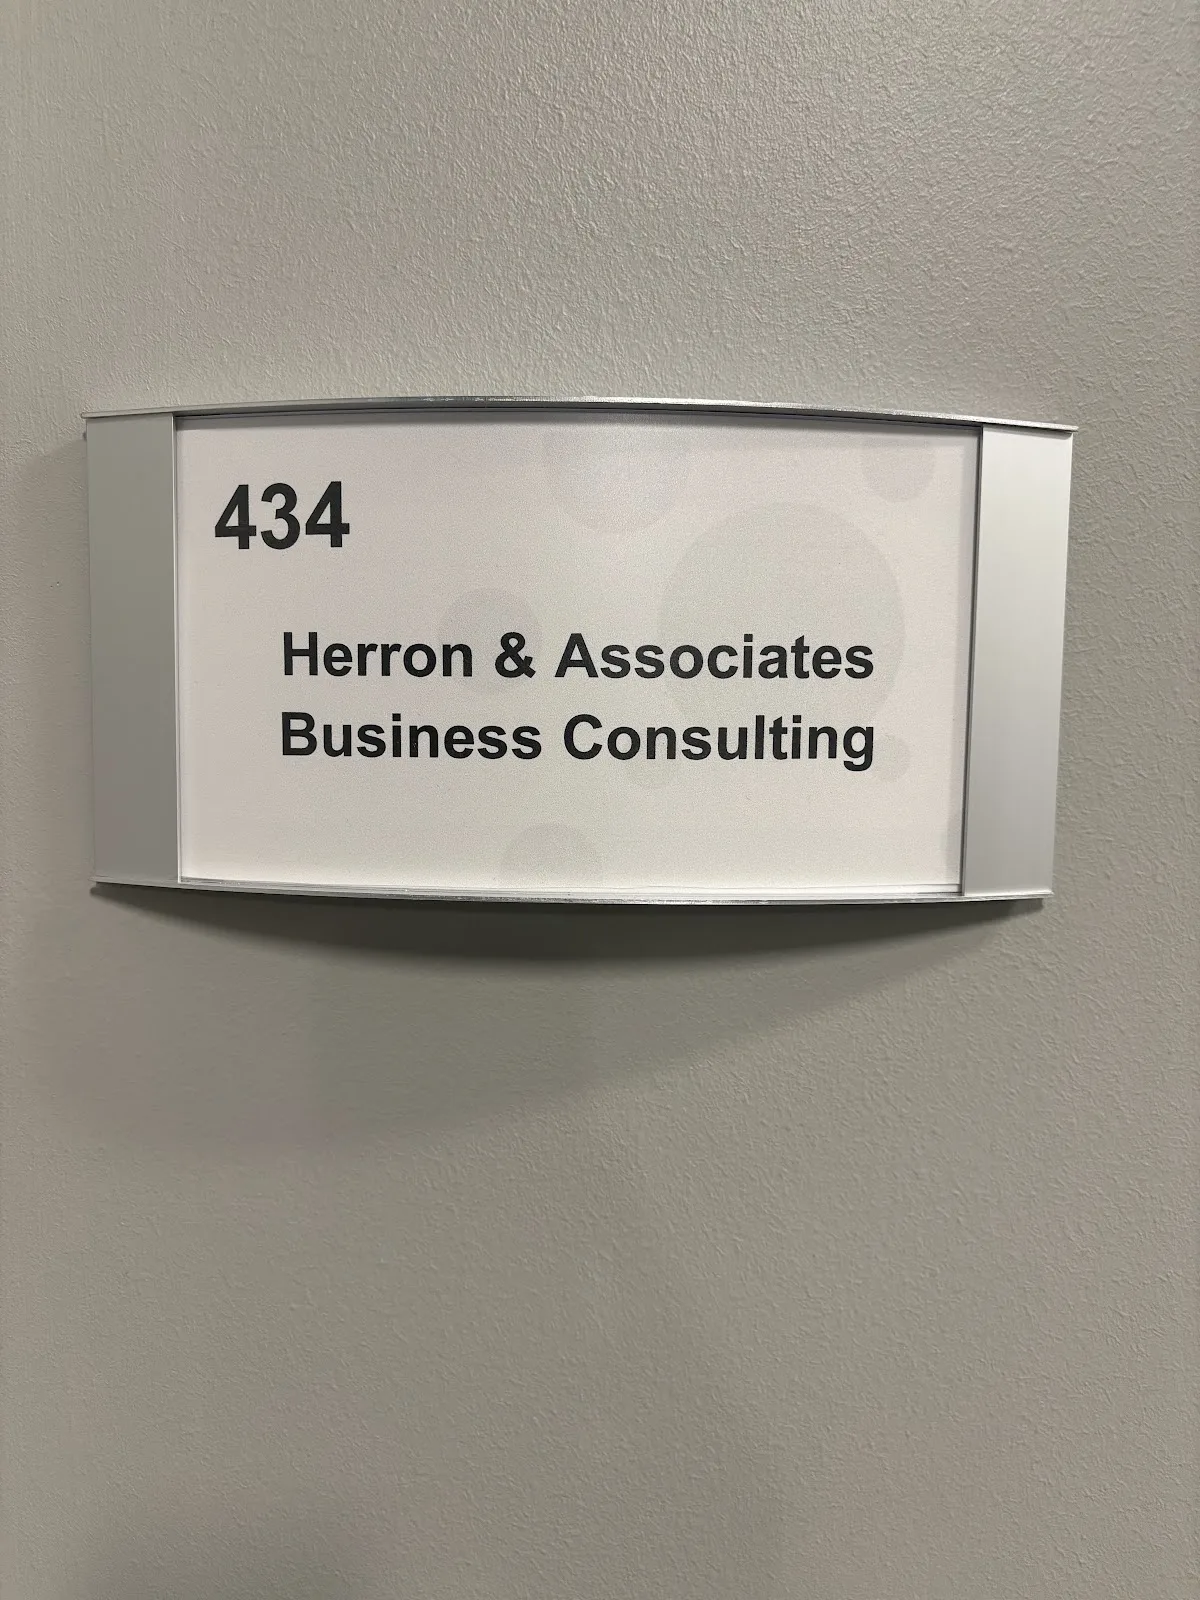 434
Herron & Associates
Business Consulting